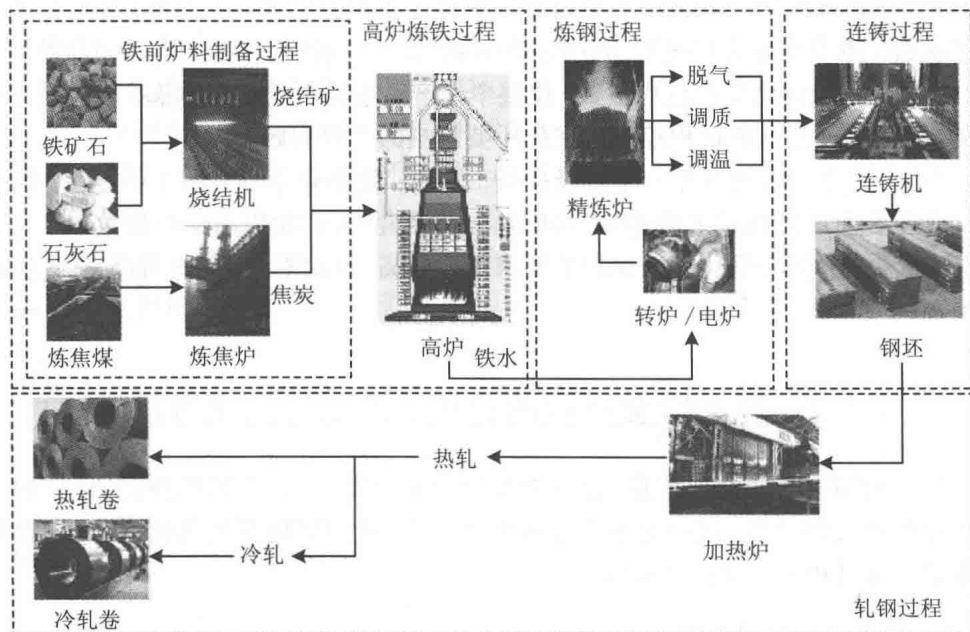 铁前炉料制备过程
铁矿石
石灰石
炼焦煤
烧结矿
烧结机
焦炭
炼焦炉
高炉炼铁过程
高炉
铁水
炼钢过程
脱气
调质
调温
精炼炉
转炉 / 电炉
连铸过程
连铸机
钢坯
热轧
热轧卷
冷轧
冷轧卷
加热炉
轧钢过程